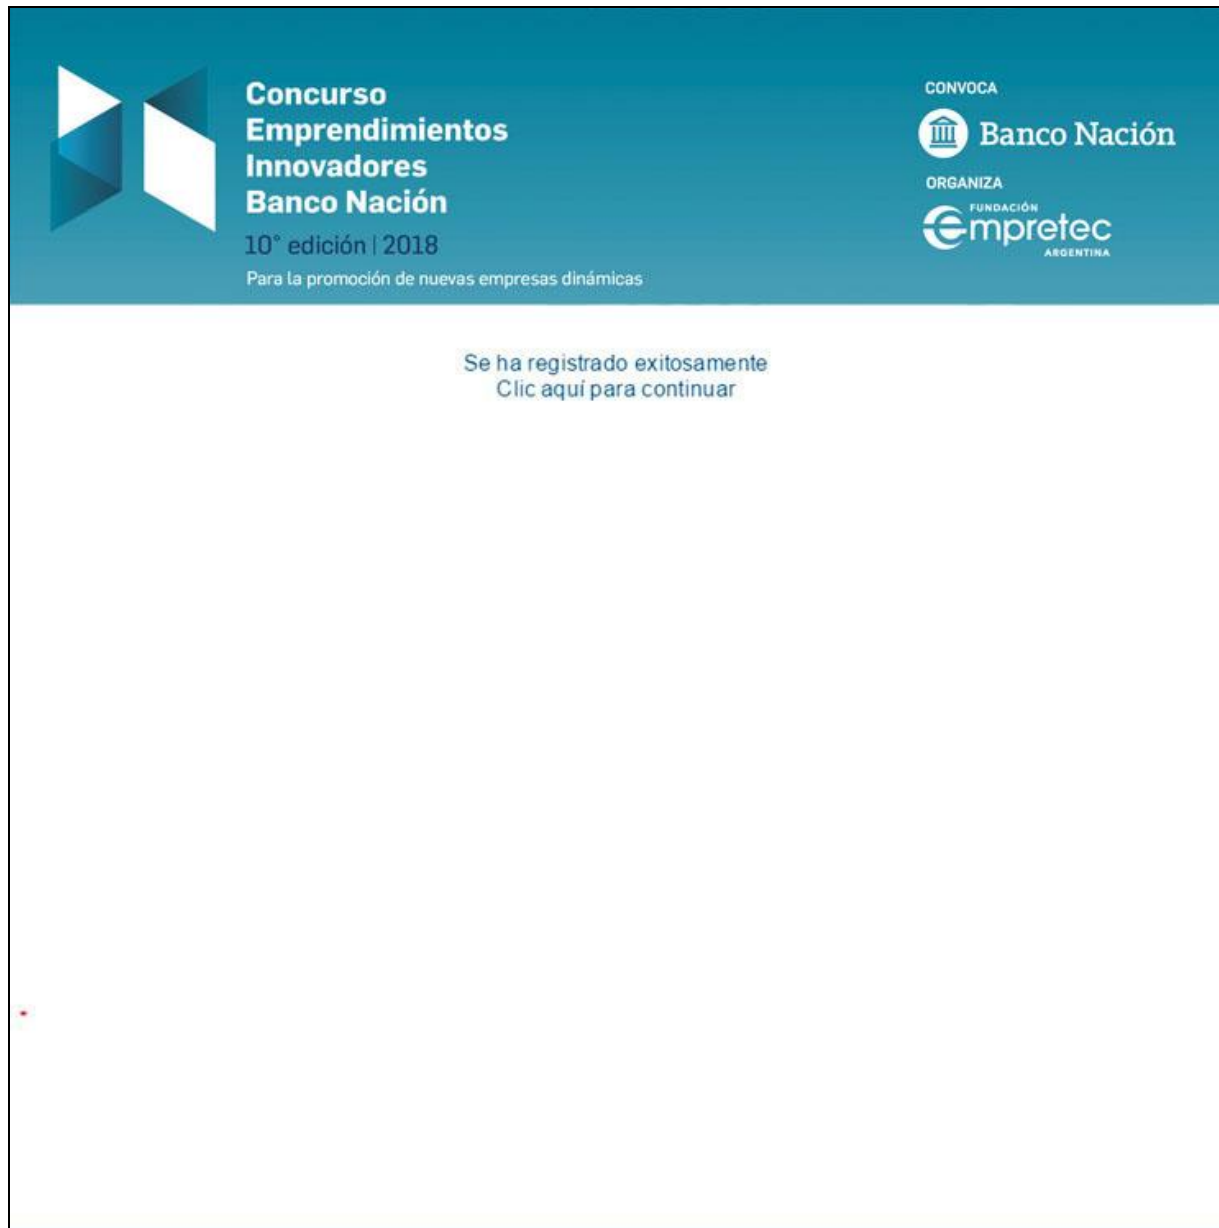 Concurso
Emprendimientos
Innovadores
Banco Nación
10° edición | 2018
Para la promoción de nuevas empresas dinámicas
CONVOCA
Banco Nación
ORGANIZA
FUNDACIÓN
empretec
ARGENTINA
Se ha registrado exitosamente
Clic aquí para continuar